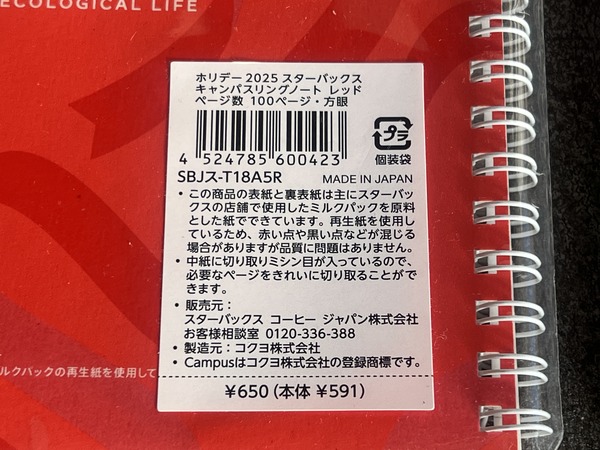 ECOLOGICAL LIFE
ホリデー 2025 スターバックス
キャンパスリングノート レッド
ページ数 100ページ・方眼
4 524785 600423
プラ
個装袋
SBJス-T18A5R MADE IN JAPAN
・この商品の表紙と裏表紙は主にスターバッ
クスの店舗で使用したミルクパックを原料
とした紙でできています。再生紙を使用し
ているため、赤い点や黒い点などが混じる
場合がありますが品質に問題はありません。
・中紙に切り取りミシン目が入っているので、
必要なページをきれいに切り取ることがで
きます。
・販売元：
スターバックス コーヒー ジャパン株式会社
お客様相談室 0120-336-388
・製造元：コクヨ株式会社
・Campusはコクヨ株式会社の登録商標です。
ルクパックの再生紙を使用して
¥650 (本体 ¥591)